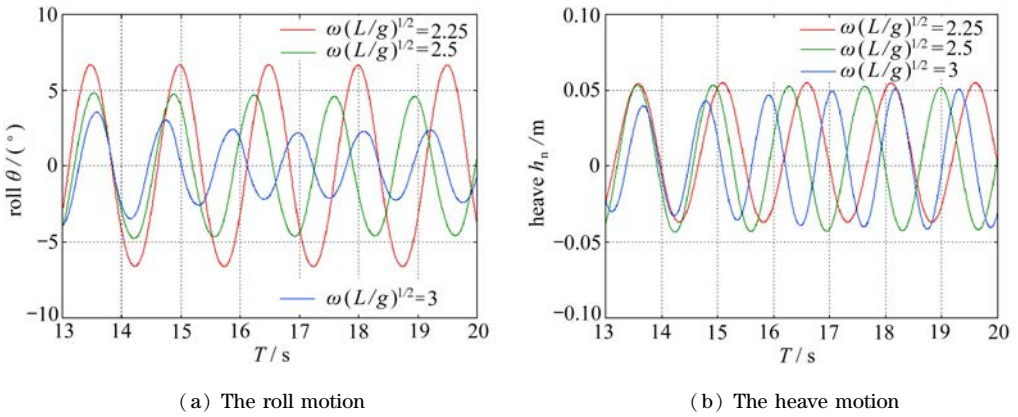 10
5
0
−5
−10
roll θ/(°)
ω(L/g)¹/²=2.25
ω(L/g)¹/²=2.5
ω(L/g)¹/²=3
13 14 15 16 17 18 19 20
T/s
(a) The roll motion
0.10
0.05
0
−0.05
−0.10
heave hₙ/m
ω(L/g)¹/²=2.25
ω(L/g)¹/²=2.5
ω(L/g)¹/²=3
13 14 15 16 17 18 19 20
T/s
(b) The heave motion